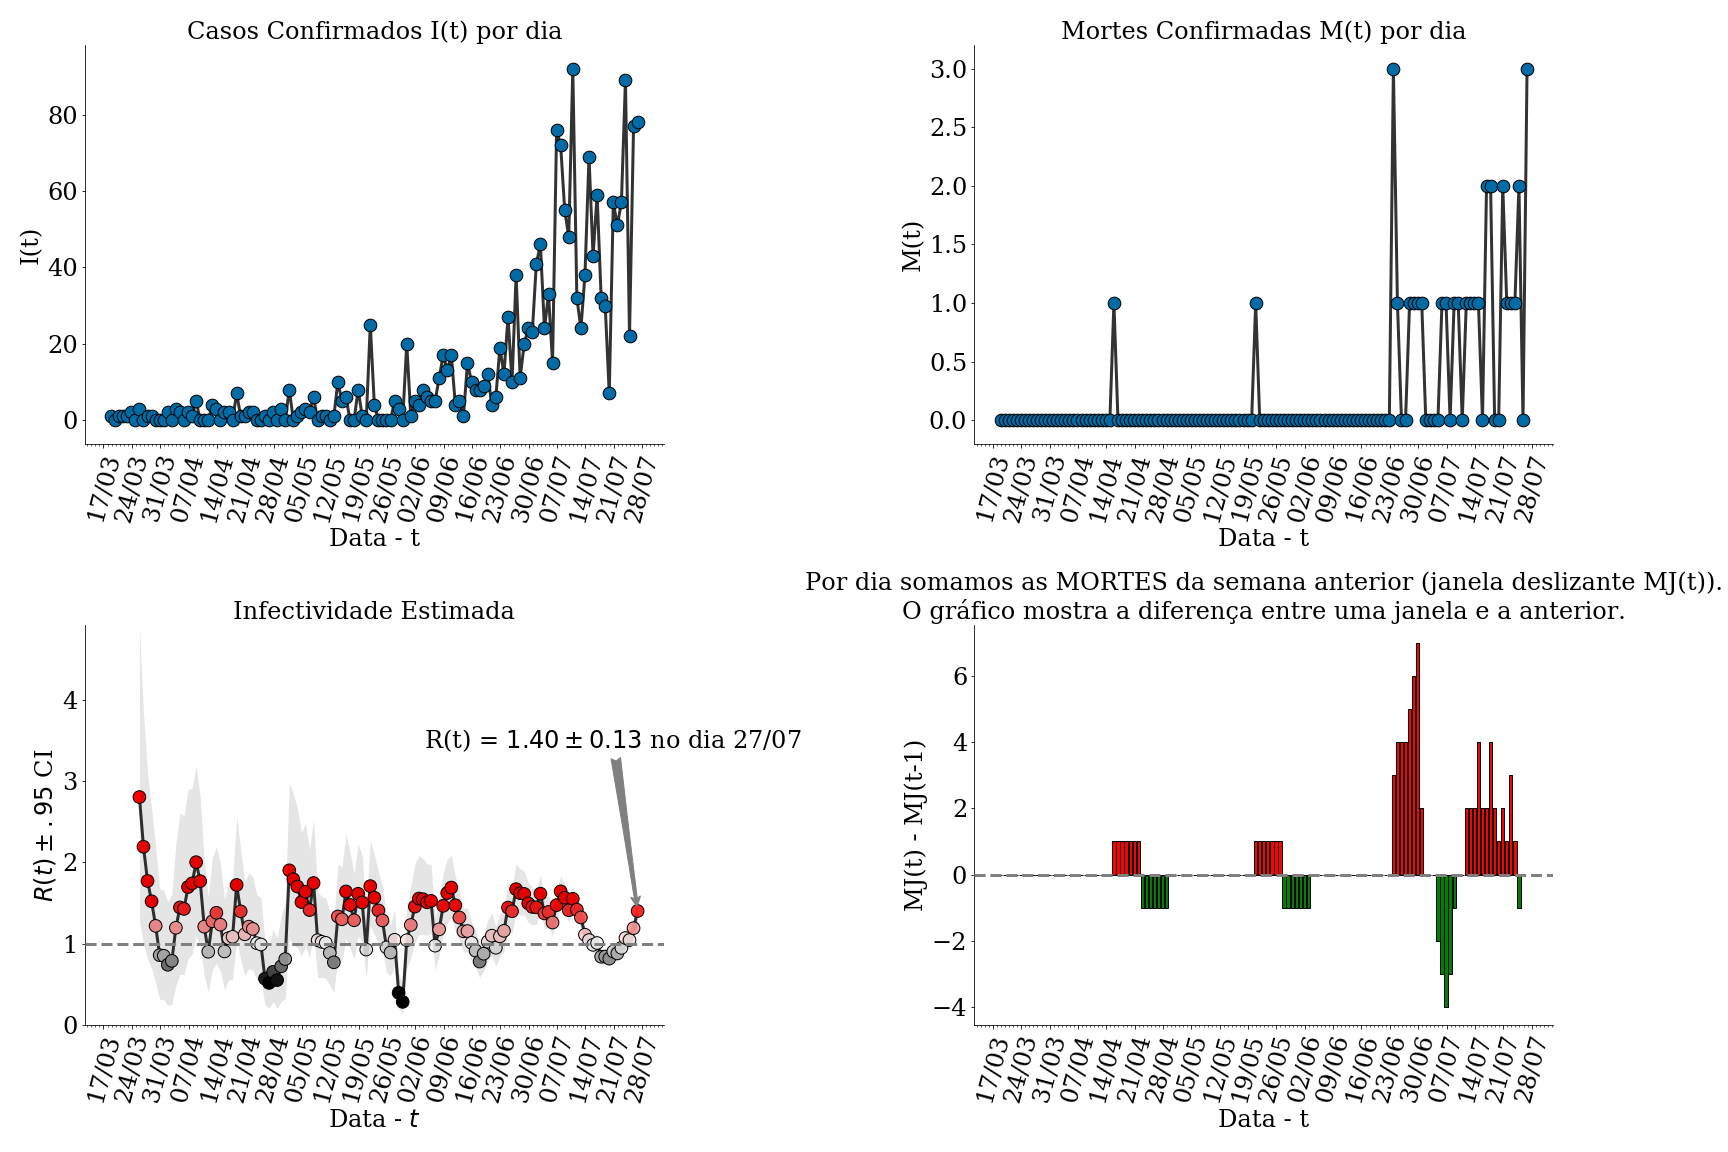 Casos Confirmados I(t) por dia
I(t)
80
60
40
20
0
17/03 24/03 31/03 07/04 14/04 21/04 28/04 05/05 12/05 19/05 26/05 02/06 09/06 16/06 23/06 30/06 07/07 14/07 21/07 28/07
Data - t
Mortes Confirmadas M(t) por dia
M(t)
3.0
2.5
2.0
1.5
1.0
0.5
0.0
17/03 24/03 31/03 07/04 14/04 21/04 28/04 05/05 12/05 19/05 26/05 02/06 09/06 16/06 23/06 30/06 07/07 14/07 21/07 28/07
Data - t
Infectividade Estimada
R(t) ± .95 CI
4
3
2
1
0
R(t) = 1.40 ± 0.13 no dia 27/07
17/03 24/03 31/03 07/04 14/04 21/04 28/04 05/05 12/05 19/05 26/05 02/06 09/06 16/06 23/06 30/06 07/07 14/07 21/07 28/07
Data - t
Por dia somamos as MORTES da semana anterior (janela deslizante MJ(t)).
O gráfico mostra a diferença entre uma janela e a anterior.
MJ(t) - MJ(t-1)
6
4
2
0
−2
−4
17/03 24/03 31/03 07/04 14/04 21/04 28/04 05/05 12/05 19/05 26/05 02/06 09/06 16/06 23/06 30/06 07/07 14/07 21/07 28/07
Data - t